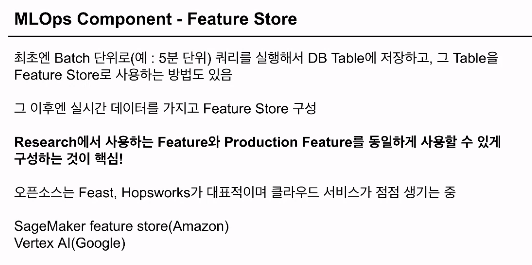 MLOps Component - Feature Store
최초엔 Batch 단위로(예 : 5분 단위) 쿼리를 실행해서 DB Table에 저장하고, 그 Table을
Feature Store로 사용하는 방법도 있음
그 이후엔 실시간 데이터를 가지고 Feature Store 구성
Research에서 사용하는 Feature와 Production Feature를 동일하게 사용할 수 있게
구성하는 것이 핵심!
오픈소스는 Feast, Hopsworks가 대표적이며 클라우드 서비스가 점점 생기는 중
SageMaker feature store(Amazon)
Vertex AI(Google)